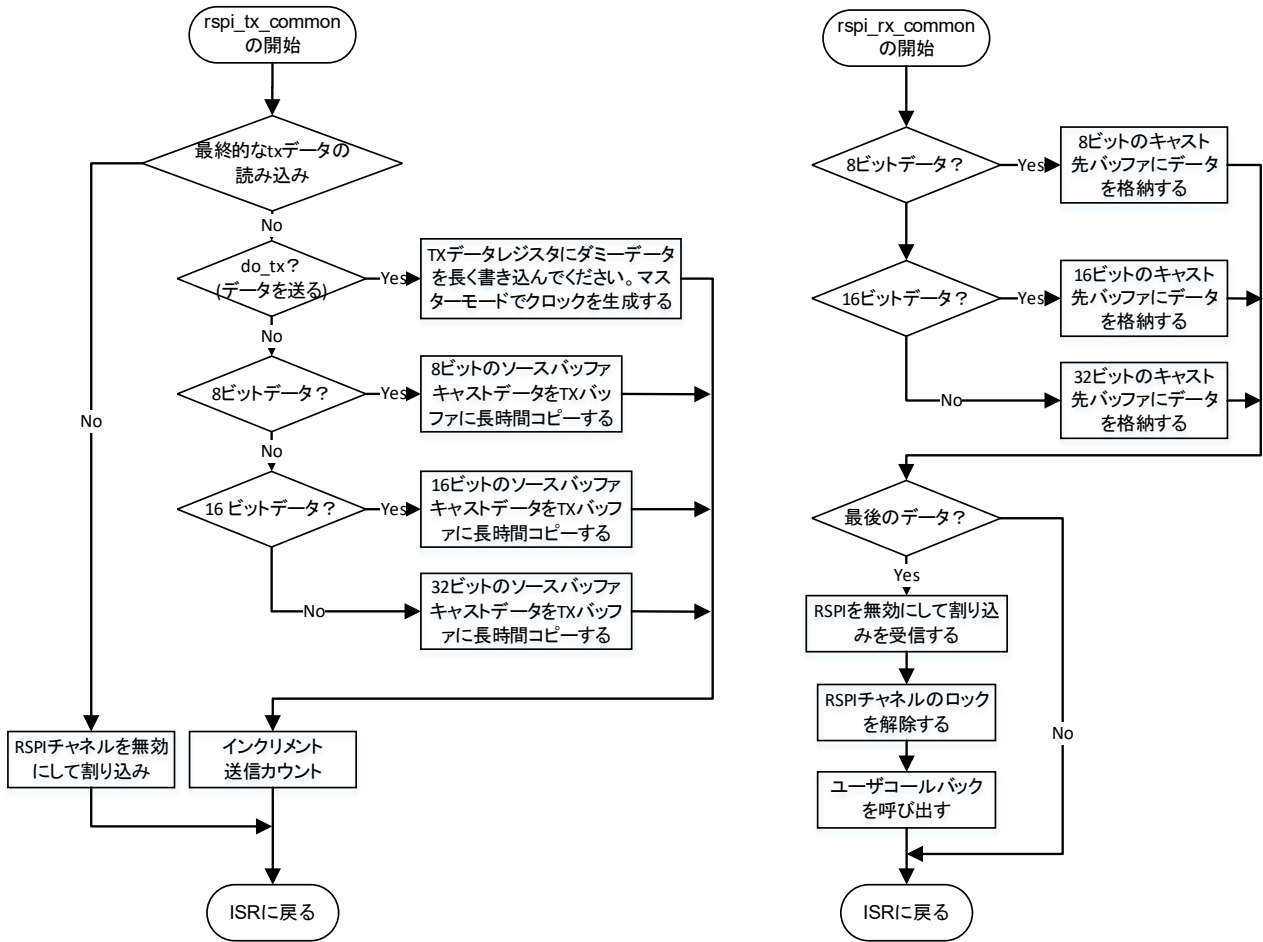 rspi_tx_common
の開始
最終的なtxデータの
読み込み
No
do_tx？
(データを送る)
Yes
TXデータレジスタにダミーデータ
を長く書き込んでください。マス
ターモードでクロックを生成する
No
8ビットデータ？
Yes
8ビットのソースバッファ
キャストデータをTXバッ
ファに長時間コピーする
No
No
16 ビットデータ？
Yes
16ビットのソースバッファ
キャストデータをTXバッフ
ァに長時間コピーする
No
32ビットのソースバッファ
キャストデータをTXバッフ
ァに長時間コピーする
RSPIチャネルを無効
にして割り込み
インクリメント
送信カウント
ISRに戻る
rspi_rx_common
の開始
8ビットデータ？
Yes
8ビットのキャスト
先バッファにデータ
を格納する
16ビットデータ？
Yes
16ビットのキャスト
先バッファにデータ
を格納する
No
32ビットのキャスト
先バッファにデータ
を格納する
最後のデータ？
Yes
RSPIを無効にして割り込
みを受信する
RSPIチャネルのロック
を解除する
No
ユーザコールバック
を呼び出す
ISRに戻る